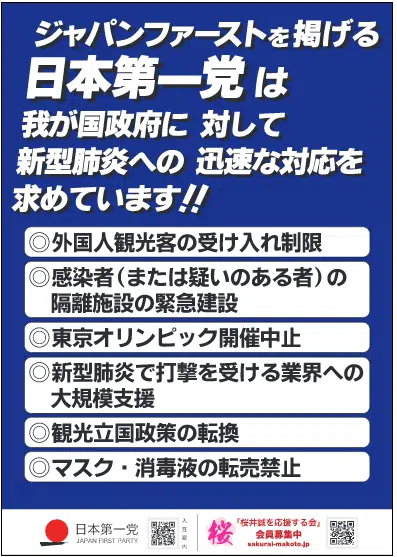 ジャパンファーストを掲げる
日本第一党は
我が国政府に 対して
新型肺炎への 迅速な対応を
求めています!!
◎外国人観光客の受け入れ制限
◎感染者(または疑いのある者)の
隔離施設の緊急建設
◎東京オリンピック開催中止
◎新型肺炎で打撃を受ける業界への
大規模支援
◎観光立国政策の転換
◎マスク・消毒液の転売禁止
日本第一党
JAPAN FIRST PARTY
入党案内
桜
「桜井誠を応援する会」
会員募集中
sakurai-makoto.jp